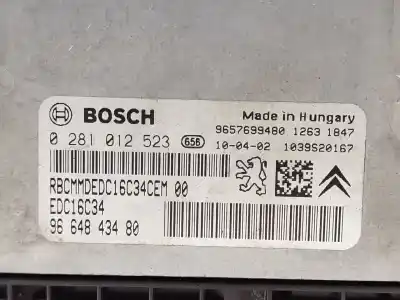 BOSCH
Made in Hungary
9657699480 1263 1847
0 281 012 523 656
10-04-02 1039S20167
RBCMMDEDC16C34CEM 00
EDC16C34
96 648 434 80